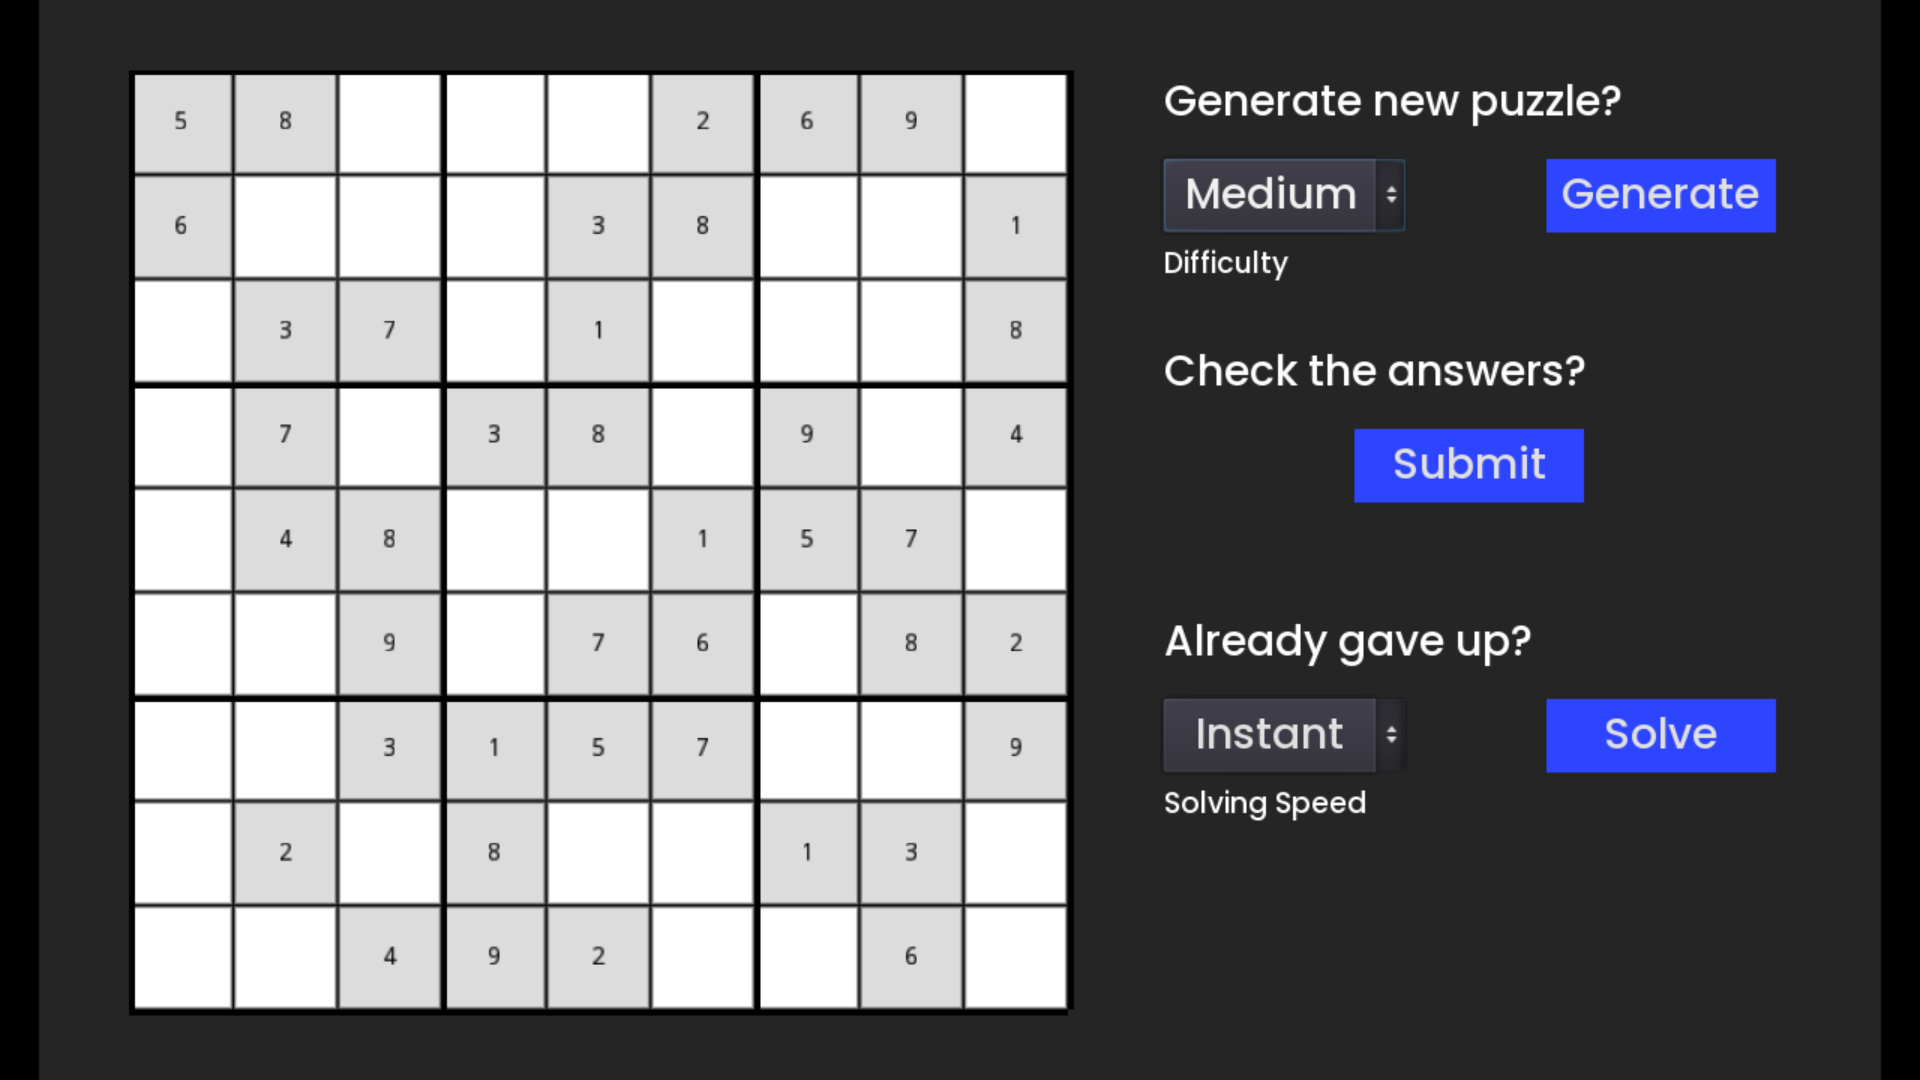 5 8 2 6 9
6 3 8 1
3 7 1 8
7 3 8 9 4
4 8 1 5 7
9 7 6 8 2
3 1 5 7 9
2 8 1 3
4 9 2 6
Generate new puzzle?
Medium Generate
Difficulty
Check the answers?
Submit
Already gave up?
Instant Solve
Solving Speed